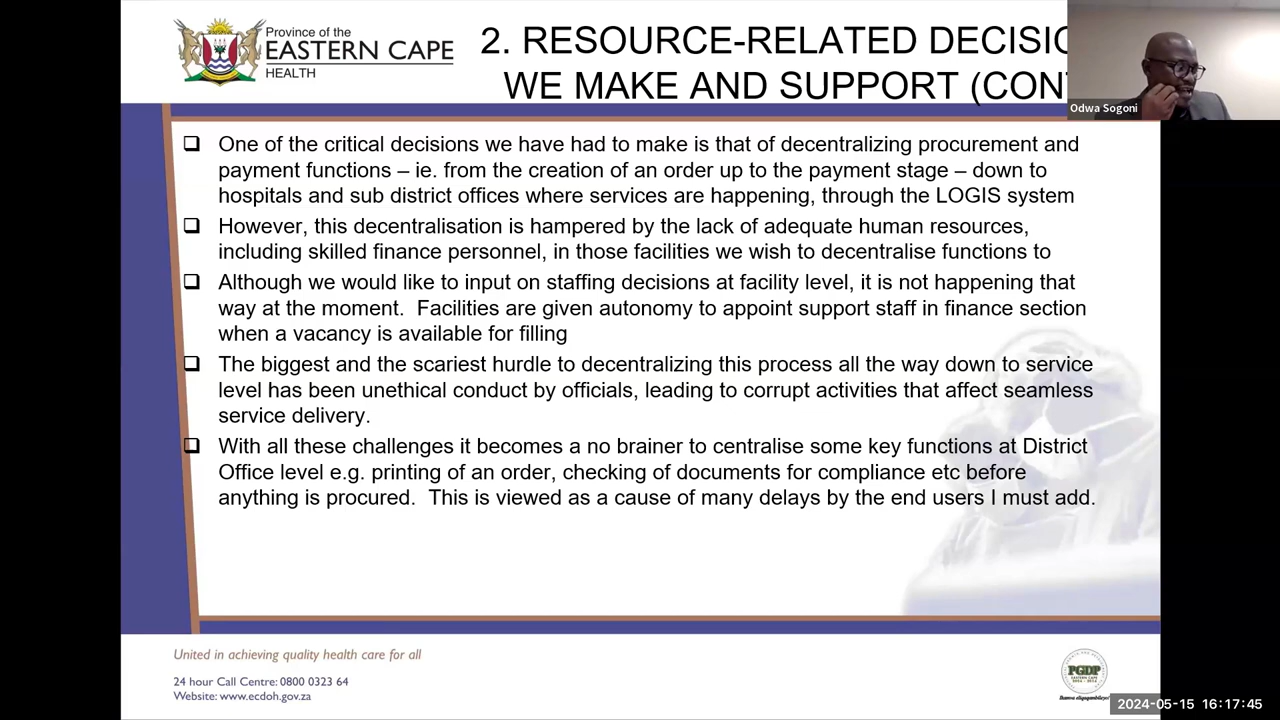 Province of the
EASTERN CAPE
HEALTH
2. RESOURCE-RELATED DECISIO
WE MAKE AND SUPPORT (CONT
Odwa Sogoni
❑ One of the critical decisions we have had to make is that of decentralizing procurement and
payment functions – ie. from the creation of an order up to the payment stage – down to
hospitals and sub district offices where services are happening, through the LOGIS system
❑ However, this decentralisation is hampered by the lack of adequate human resources,
including skilled finance personnel, in those facilities we wish to decentralise functions to
❑ Although we would like to input on staffing decisions at facility level, it is not happening that
way at the moment.  Facilities are given autonomy to appoint support staff in finance section
when a vacancy is available for filling
❑ The biggest and the scariest hurdle to decentralizing this process all the way down to service
level has been unethical conduct by officials, leading to corrupt activities that affect seamless
service delivery.
❑ With all these challenges it becomes a no brainer to centralise some key functions at District
Office level e.g. printing of an order, checking of documents for compliance etc before
anything is procured.  This is viewed as a cause of many delays by the end users I must add.
United in achieving quality health care for all
24 hour Call Centre: 0800 0323 64
Website: www.ecdoh.gov.za
PGDP
2024-05-15 16:17:45